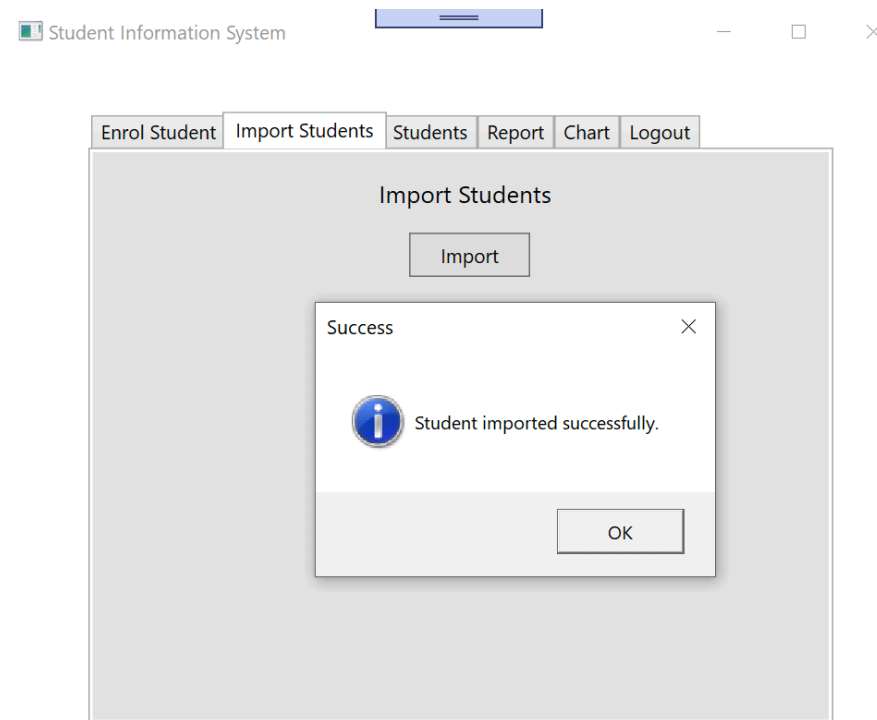 Student Information System
Enrol Student Import Students Students Report Chart Logout
Import Students
Import
Success
Student imported successfully.
OK